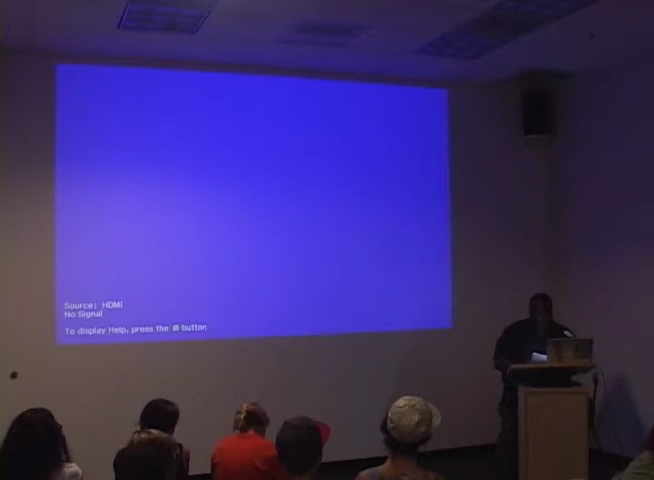 Source: HDMI
No Signal
To display Help, press the button